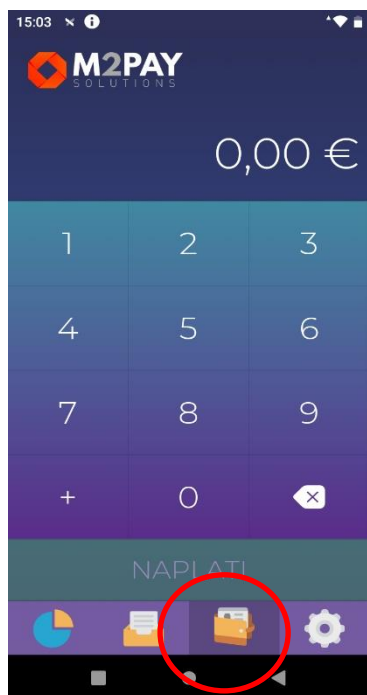 15:03
M2PAY
SOLUTIONS
0,00 €
1 2 3
4 5 6
7 8 9
+ 0
NAPLATI